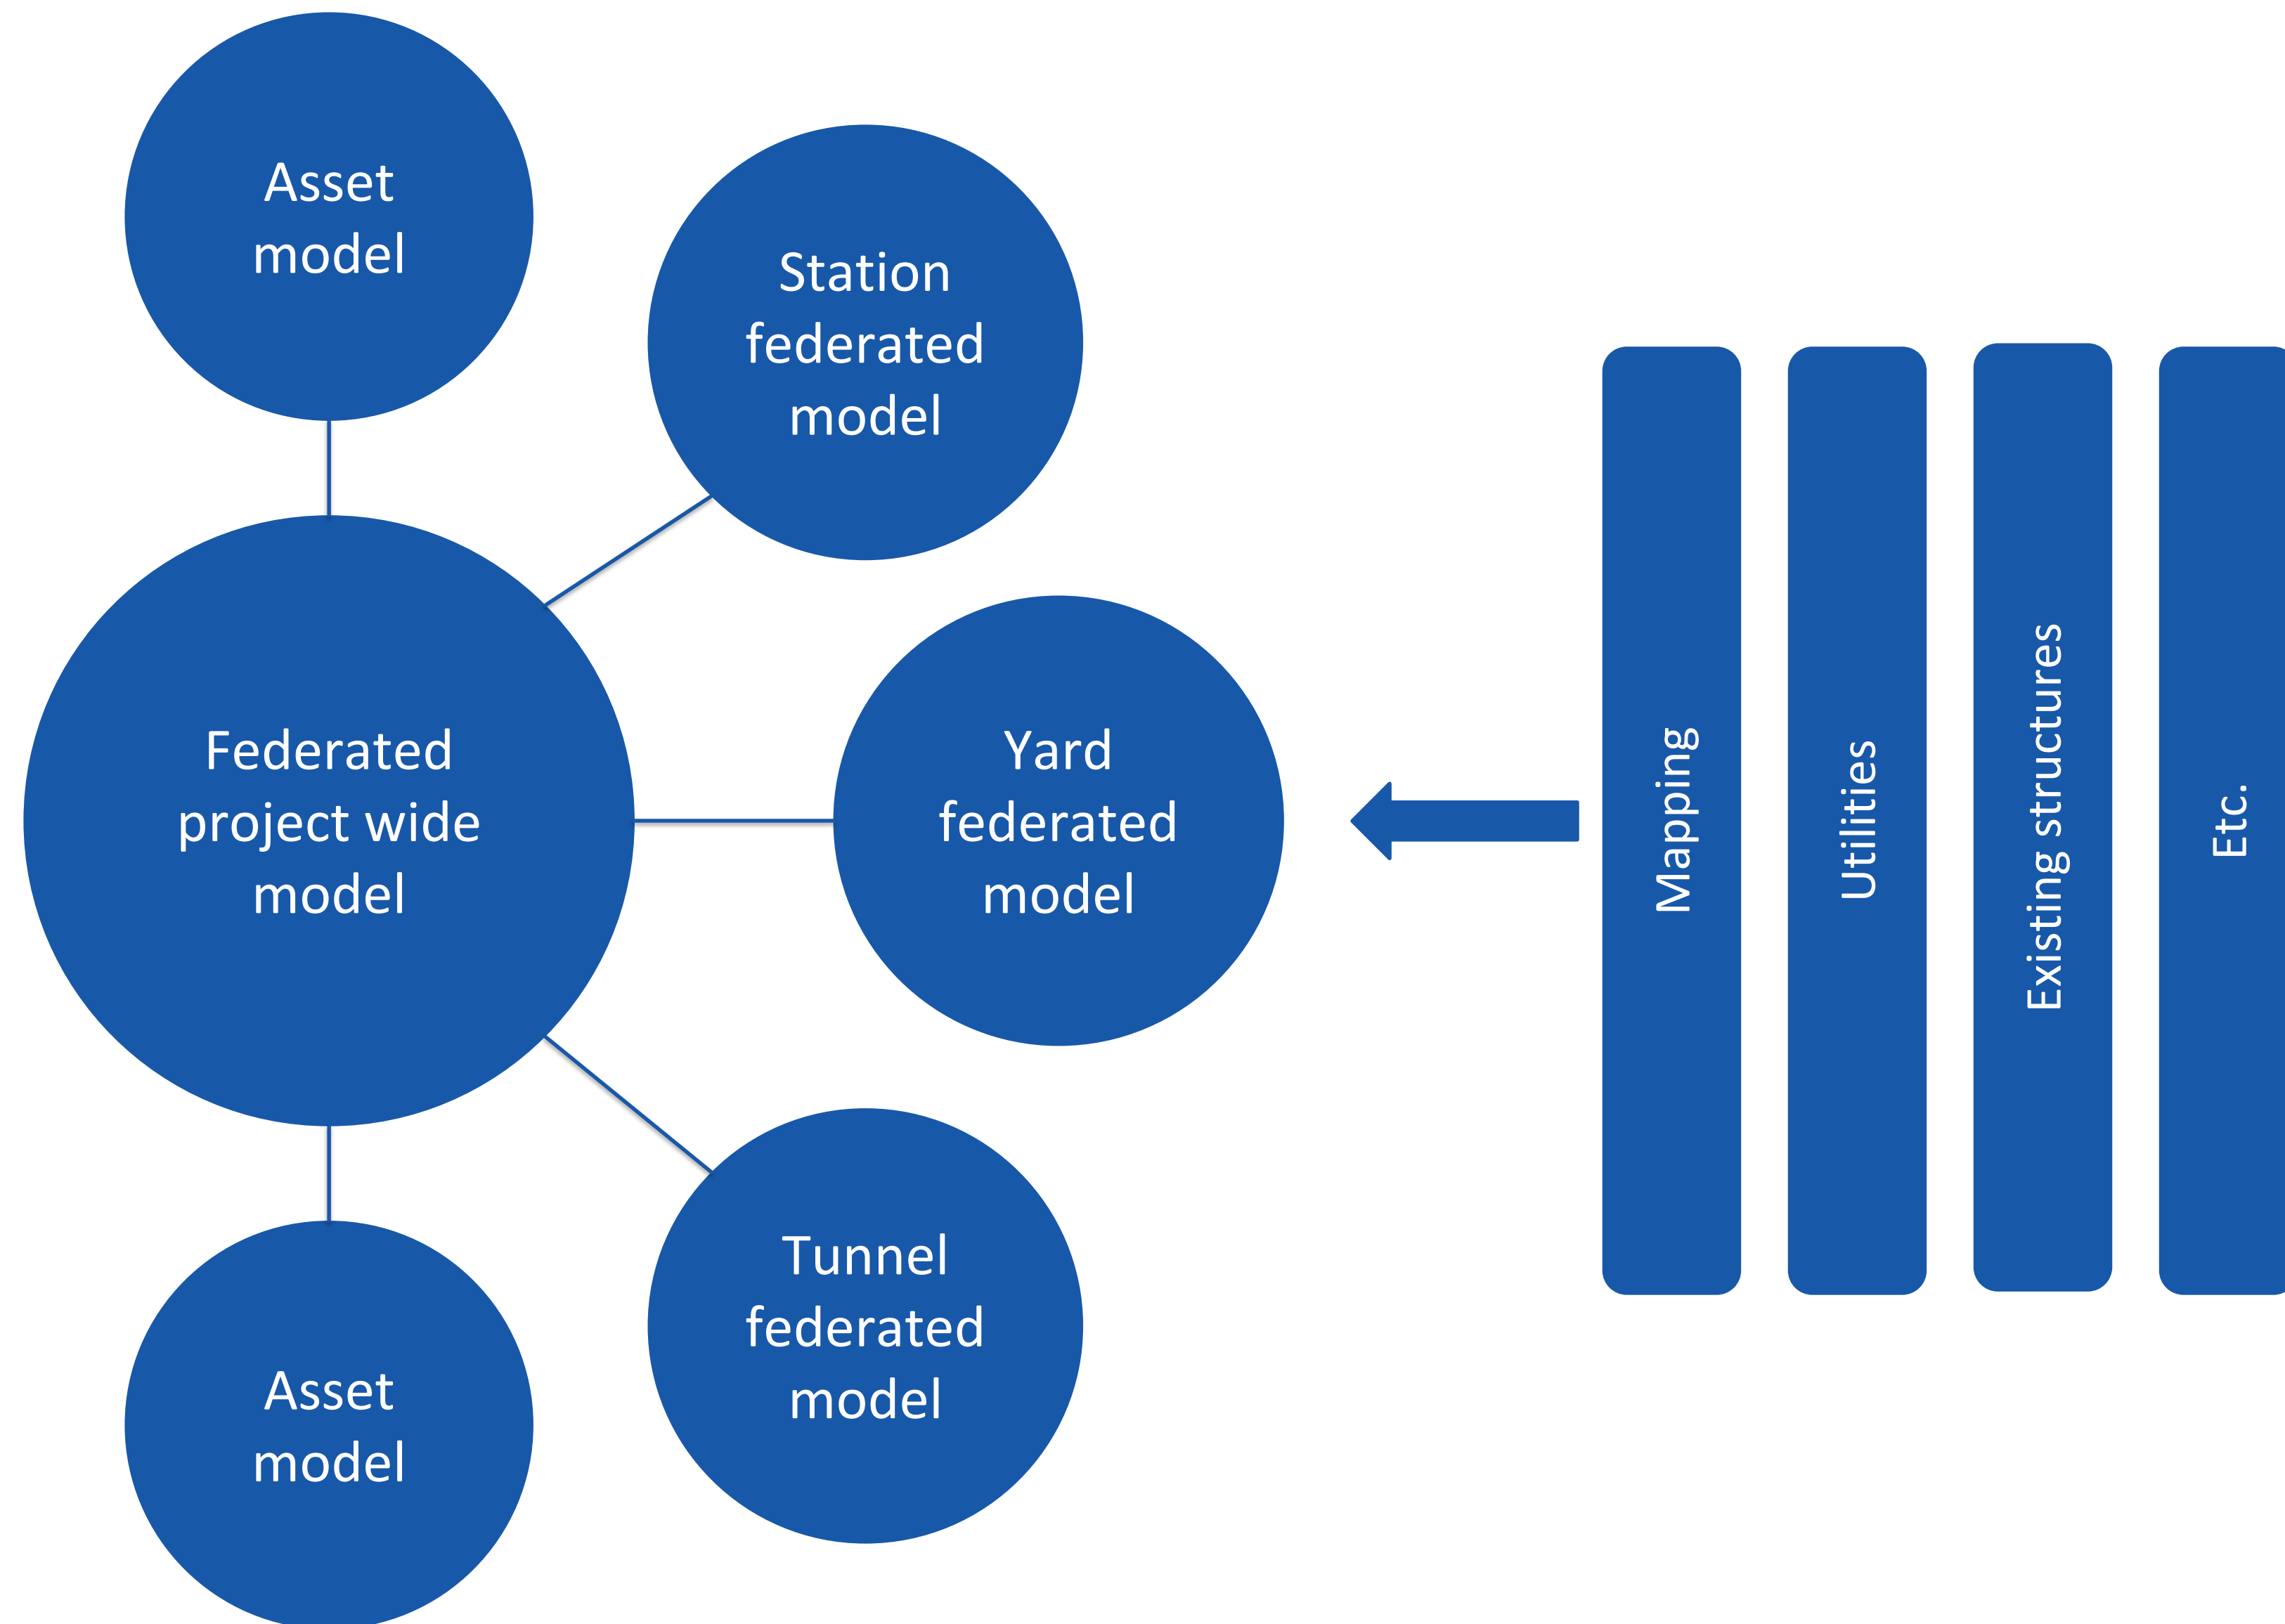 Asset
model
Station
federated
model
Federated
project wide
model
Yard
federated
model
Tunnel
federated
model
Asset
model
Mapping
Utilities
Existing structures
Etc.